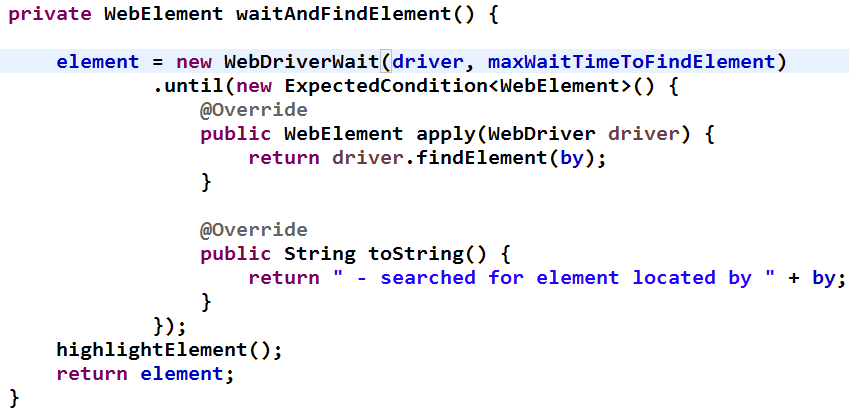 private WebElement waitAndFindElement() {
element = new WebDriverWait(driver, maxWaitTimeToFindElement)
.until(new ExpectedCondition<WebElement>() {
@Override
public WebElement apply(WebDriver driver) {
return driver.findElement(by);
}
@Override
public String toString() {
return " - searched for element located by " + by;
}
});
highlightElement();
return element;
}